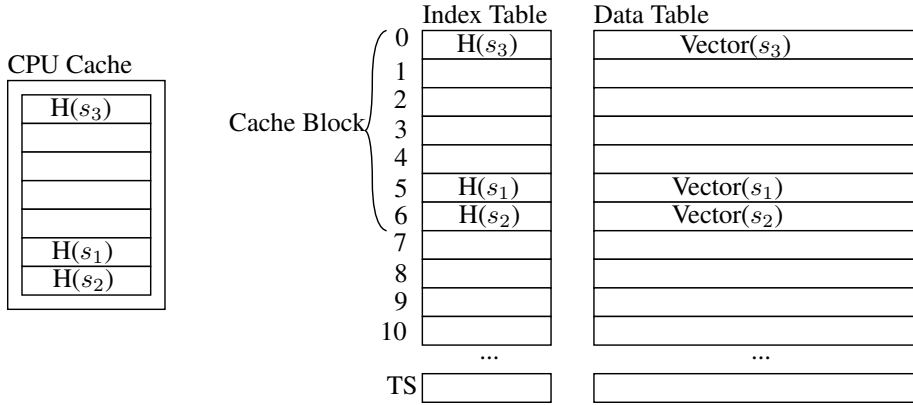 Index Table Data Table
0 H(s₃) Vector(s₃)
CPU Cache 1
H(s₃) 2
Cache Block 3
4
5 H(s₁) Vector(s₁)
6 H(s₂) Vector(s₂)
H(s₁) 7
H(s₂) 8
9
10
... ...
TS